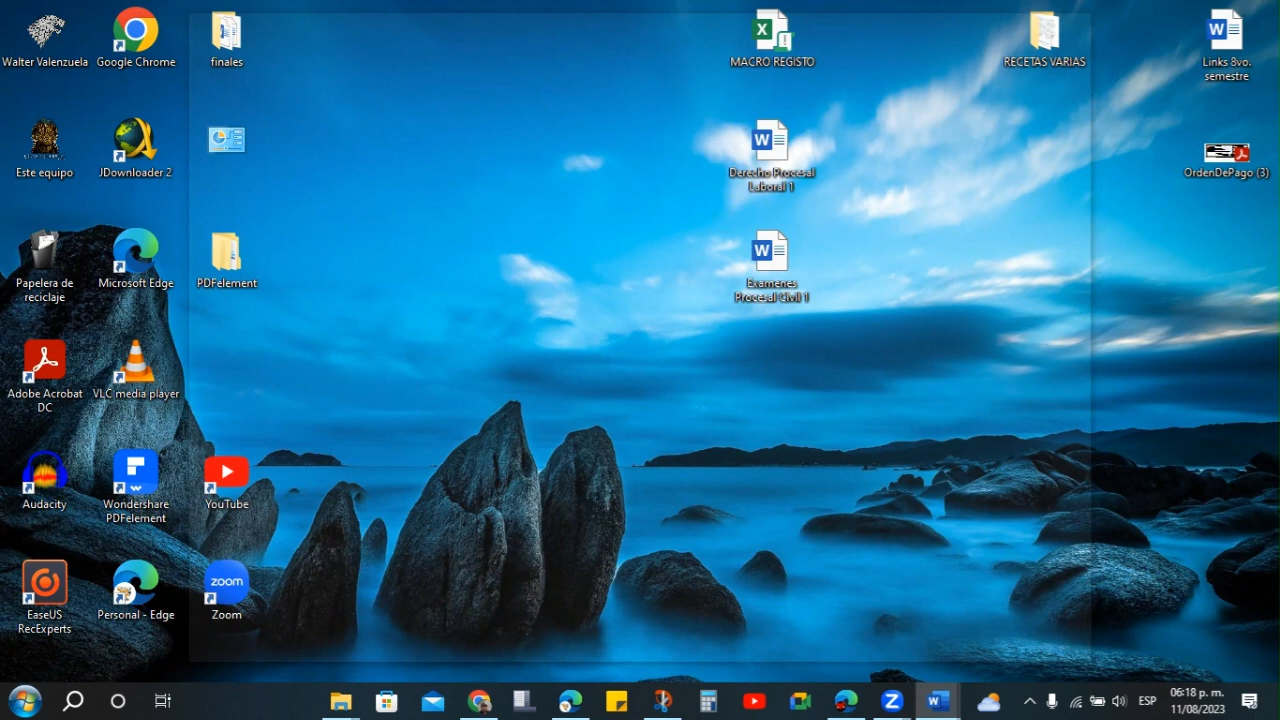 Walter Valenzuela
Google Chrome
finales
MACRO REGISTO
RECETAS VARIAS
Links 8vo.
semestre
Este equipo
JDownloader 2
Derecho Procesal
Laboral 1
OrdenDePago (3)
Papelera de
reciclaje
Microsoft Edge
PDFelement
Examenes
Procesal Civil 1
Adobe Acrobat
DC
VLC media player
Audacity
Wondershare
PDFelement
YouTube
EaseUS
RecExperts
Personal - Edge
zoom
Zoom
ESP
06:18 p. m.
11/08/2023